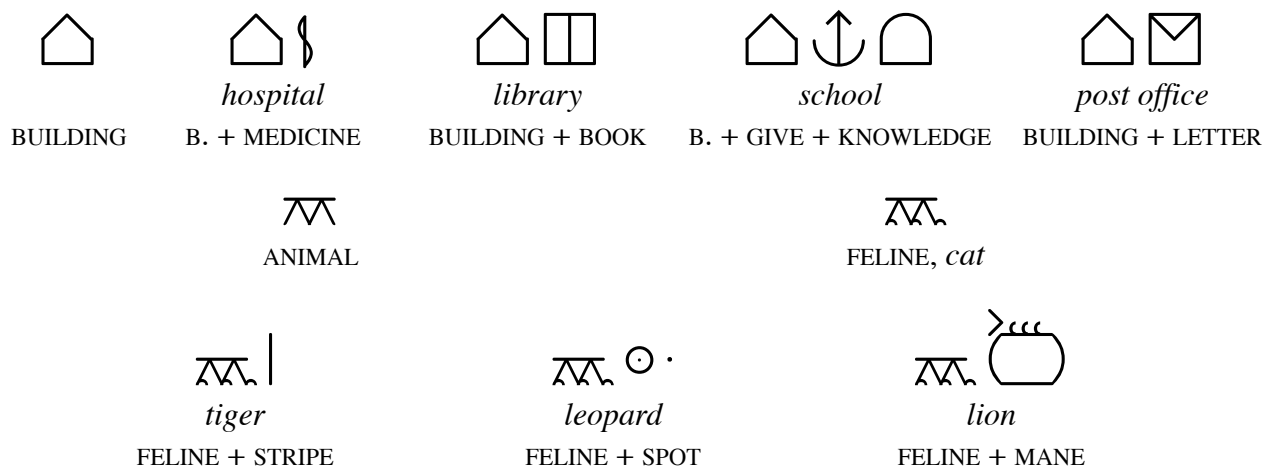 hospital library school post office
BUILDING B. + MEDICINE BUILDING + BOOK B. + GIVE + KNOWLEDGE BUILDING + LETTER
ANIMAL FELINE, cat
tiger leopard lion
FELINE + STRIPE FELINE + SPOT FELINE + MANE